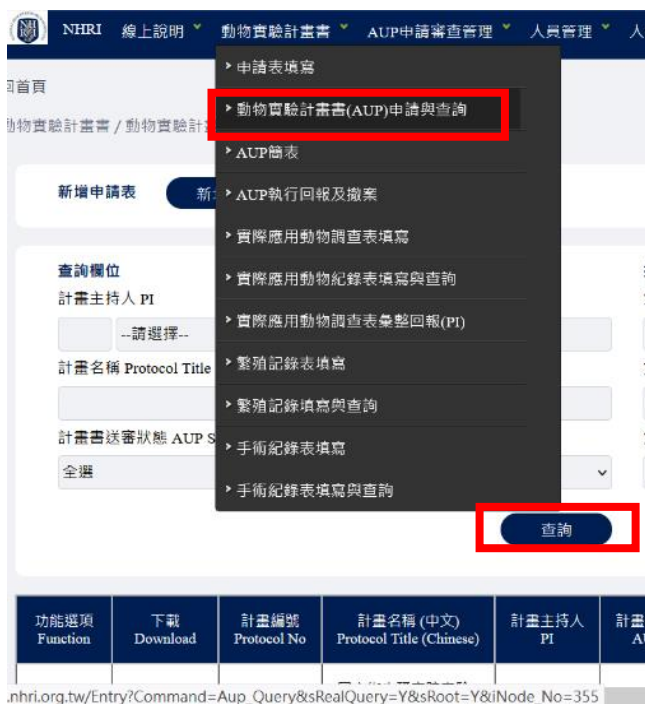 NHRI 線上說明 動物實驗計畫書 AUP申請審查管理 人員管理 人
回首頁
動物實驗計畫書 / 動物實驗計
申請表填寫
動物實驗計畫書(AUP)申請與查詢
AUP簡表
AUP執行回報及撤案
實際應用動物調查表填寫
實際應用動物紀錄表填寫與查詢
實際應用動物調查表彙整回報(PI)
繁殖記錄表填寫
繁殖記錄填寫與查詢
手術紀錄表填寫
手術紀錄表填寫與查詢
新增申請表 新
查詢欄位
計畫主持人 PI
--請選擇--
計畫名稱 Protocol Title
計畫書送審狀態 AUP S
全選
查詢
功能選項 下載 計畫編號 計畫名稱 (中文) 計畫主持人 計畫
Function Download Protocol No Protocol Title (Chinese) PI AU
.nhri.org.tw/Entry?Command=Aup_Query&sRealQuery=Y&sRoot=Y&iNode_No=355